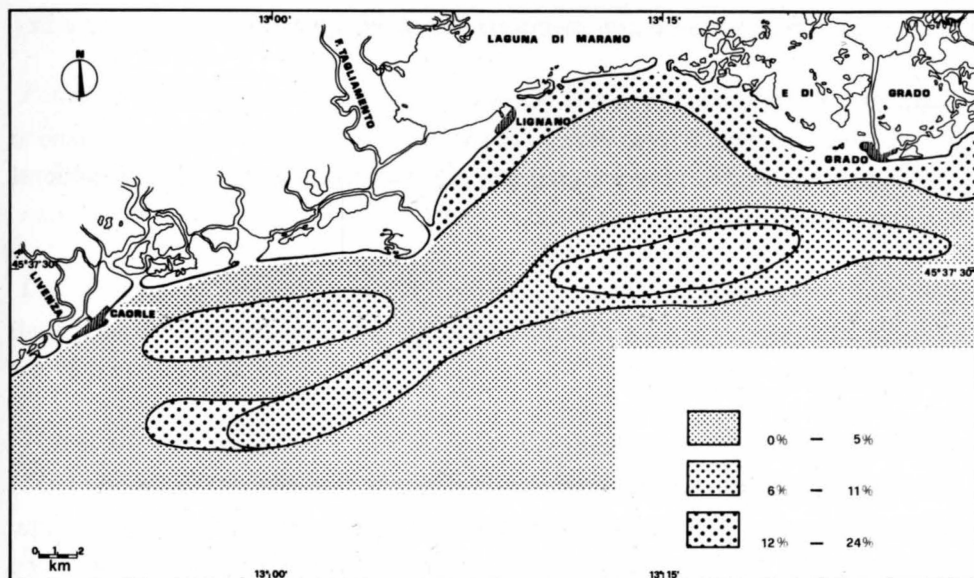 13° 00'
13° 15'
N
R. TAGLIAMENTO
LAGUNA DI MARANO
E DI
GRADO
LIGNANO
GRADO
45° 37' 30"
45° 37' 30"
LIVENZA
CAORLE
0% — 5%
6% — 11%
12% — 24%
0 1 2
km
13° 00'
13° 15'